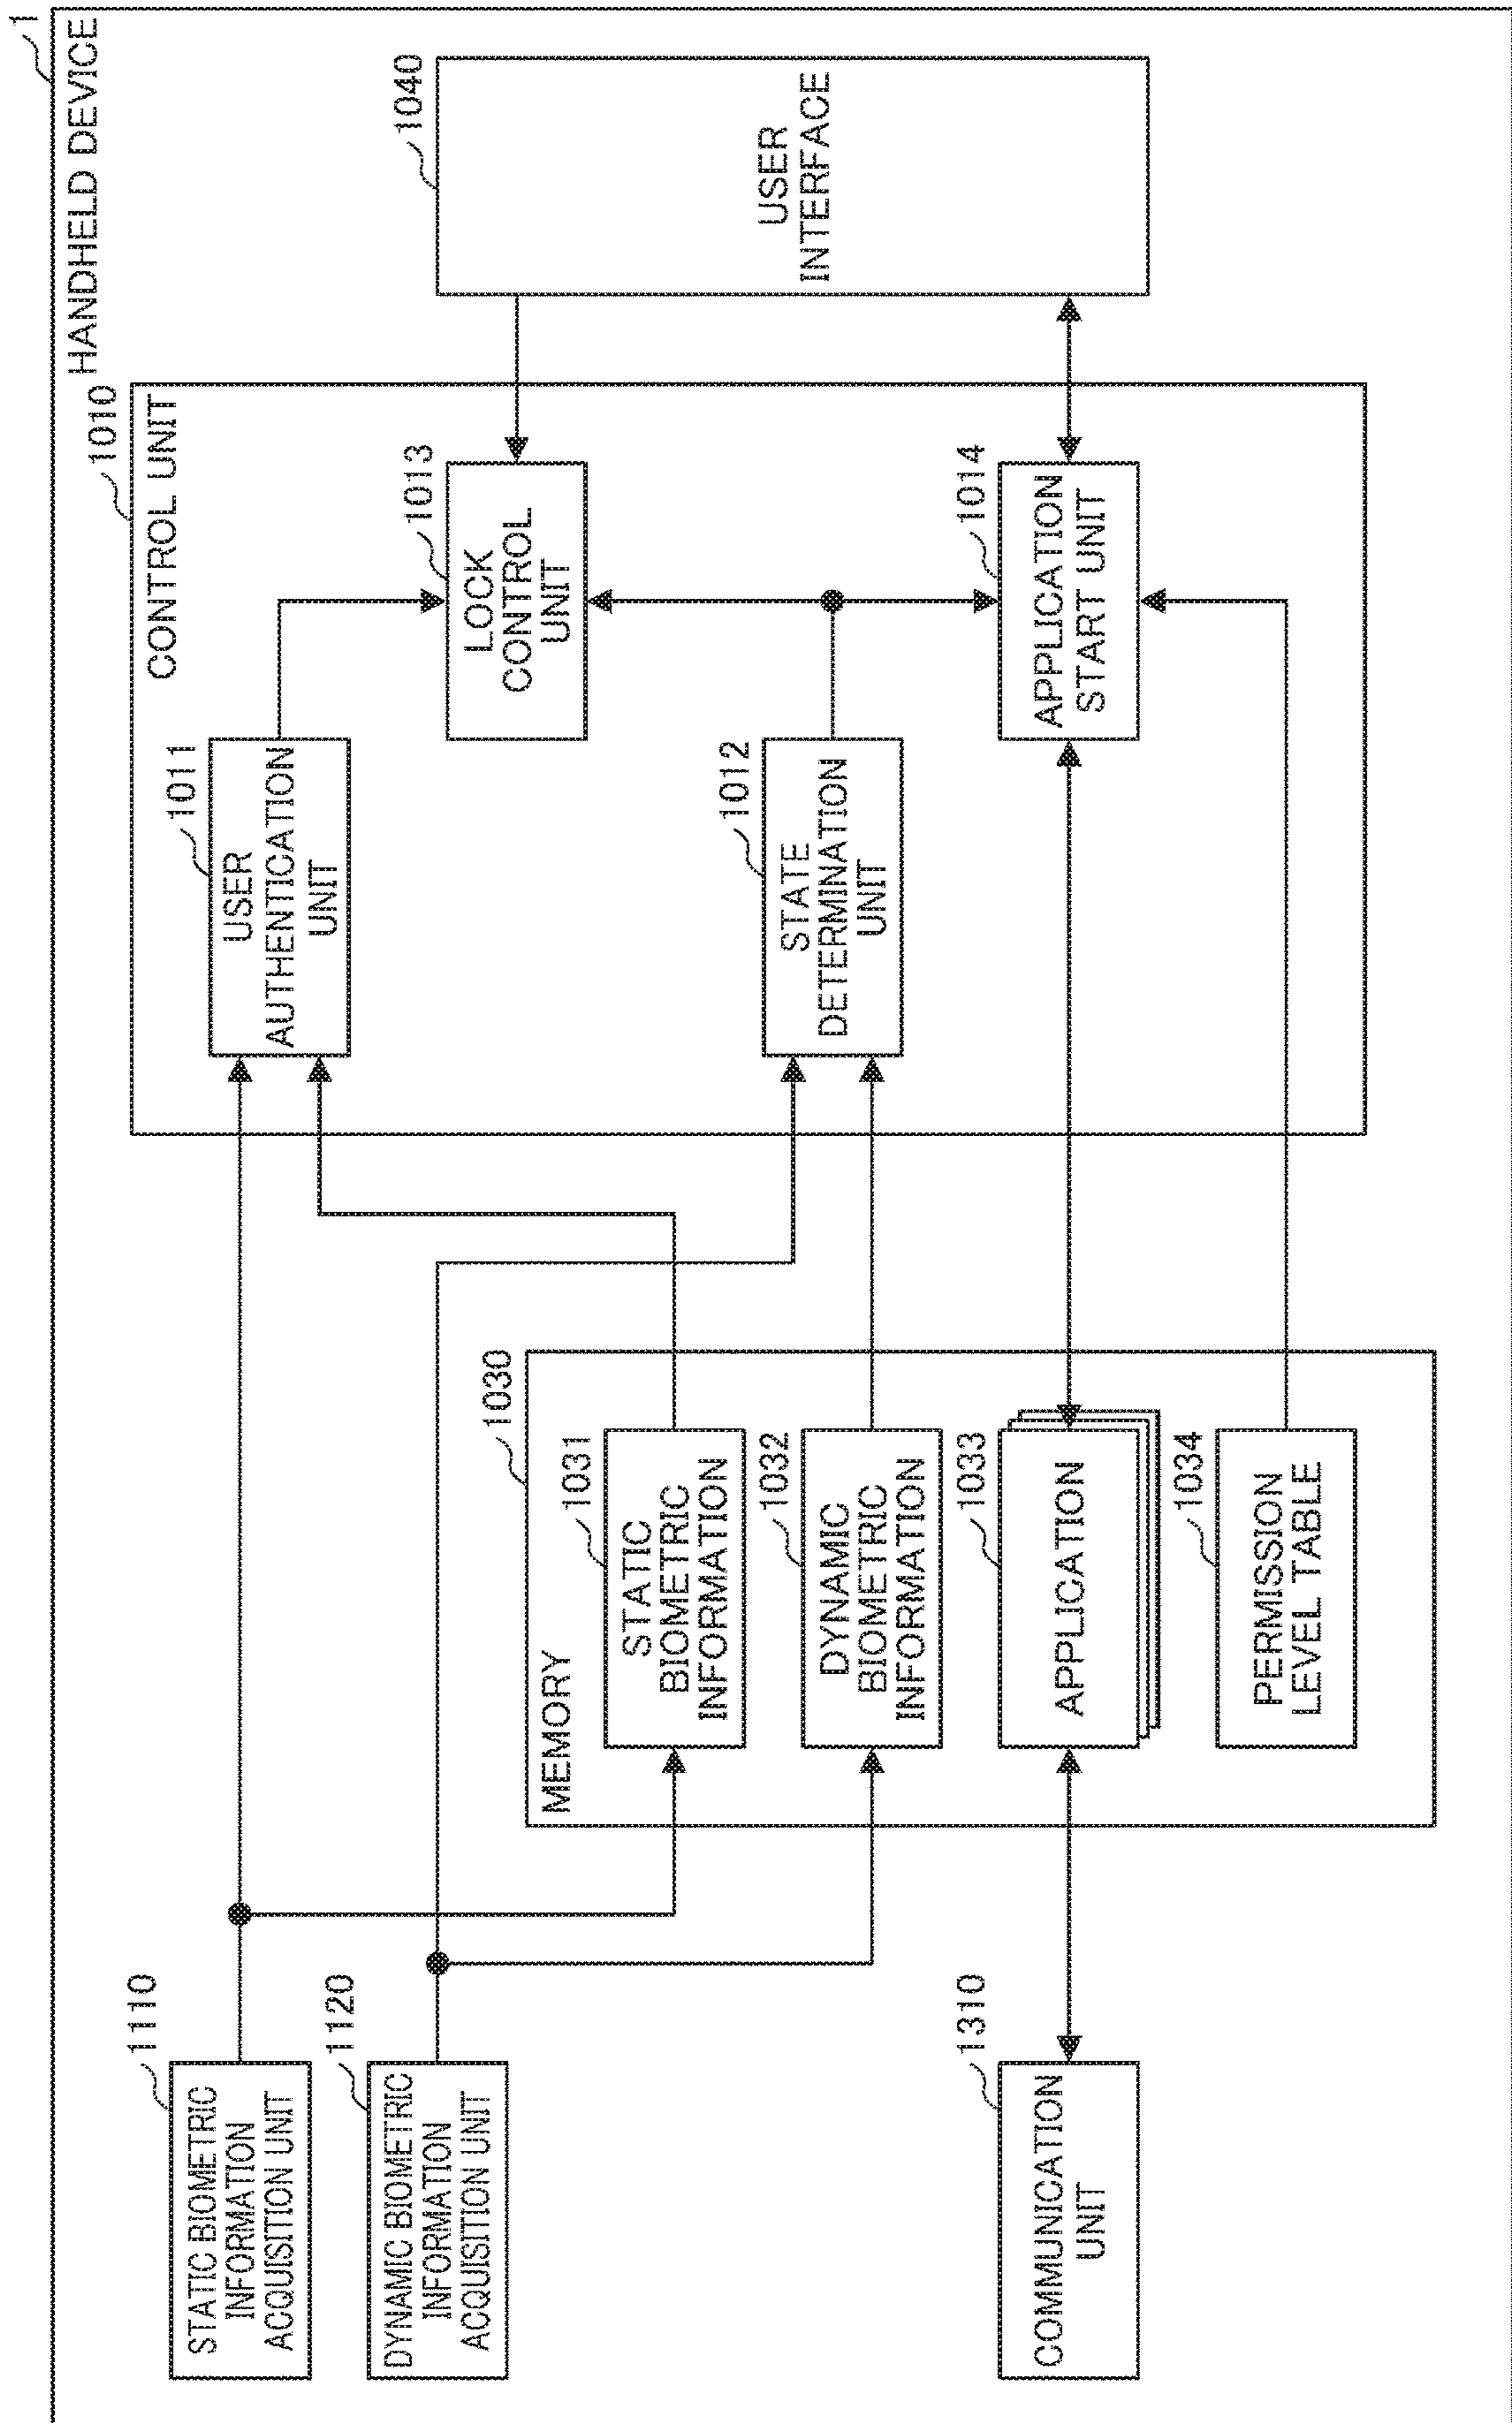 1
HANDHELD DEVICE
1110
STATIC BIOMETRIC
INFORMATION
ACQUISITION UNIT
1120
DYNAMIC BIOMETRIC
INFORMATION
ACQUISITION UNIT
1310
COMMUNICATION
UNIT
1030
MEMORY
1031
STATIC
BIOMETRIC
INFORMATION
1032
DYNAMIC
BIOMETRIC
INFORMATION
1033
APPLICATION
1034
PERMISSION
LEVEL TABLE
1010
CONTROL UNIT
1011
USER
AUTHENTICATION
UNIT
1012
STATE
DETERMINATION
UNIT
1013
LOCK
CONTROL
UNIT
1014
APPLICATION
START UNIT
1040
USER
INTERFACE